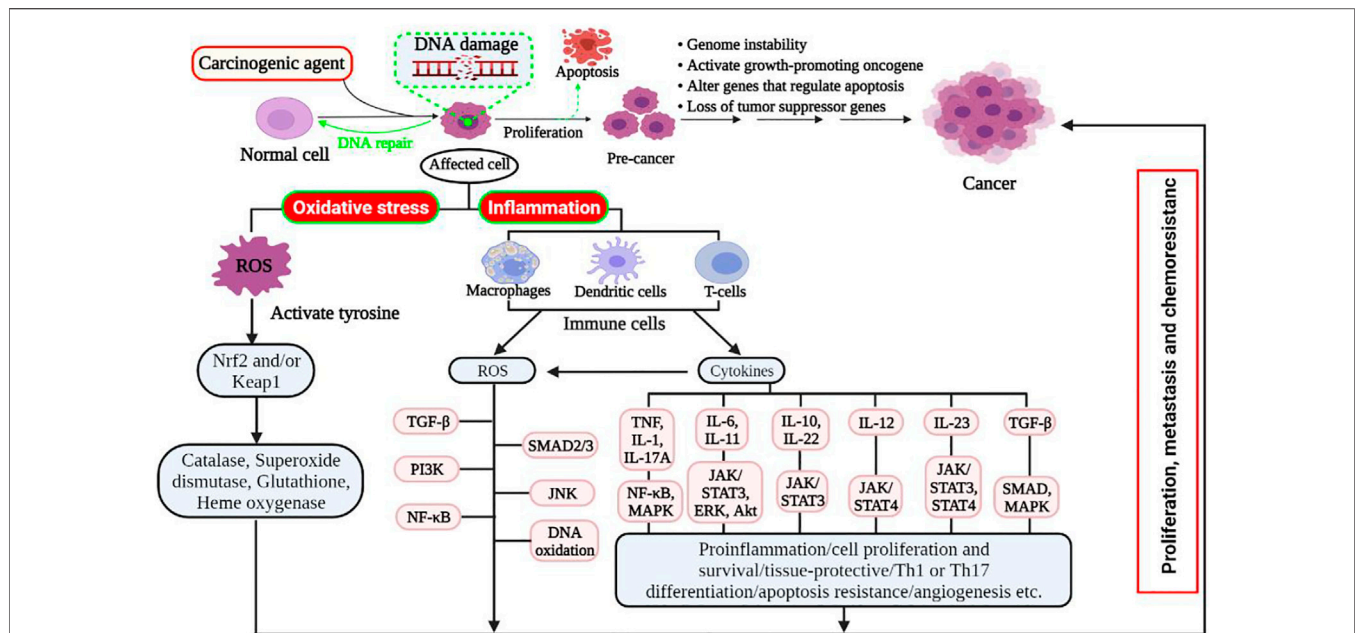 Carcinogenic agent
DNA damage
Apoptosis
• Genome instability
• Activate growth-promoting oncogene
• Alter genes that regulate apoptosis
• Loss of tumor suppressor genes
Normal cell
DNA repair
Proliferation
Pre-cancer
Cancer
Affected cell
Oxidative stress
Inflammation
ROS
Macrophages
Dendritic cells
T-cells
Activate tyrosine
Immune cells
Nrf2 and/or
Keap1
ROS
Cytokines
Catalase, Superoxide
dismutase, Glutathione,
Heme oxygenase
TGF-β
SMAD2/3
PI3K
JNK
NF-κB
DNA
oxidation
TNF,
IL-1,
IL-17A
IL-6,
IL-11
IL-10,
IL-22
IL-12
IL-23
TGF-β
NF-κB,
MAPK
JAK/
STAT3,
ERK, Akt
JAK/
STAT3
JAK/
STAT4
JAK/
STAT3,
STAT4
SMAD,
MAPK
Proinflammation/cell proliferation and
survival/tissue-protective/Th1 or Th17
differentiation/apoptosis resistance/angiogenesis etc.
Proliferation, metastasis and chemoresistanc